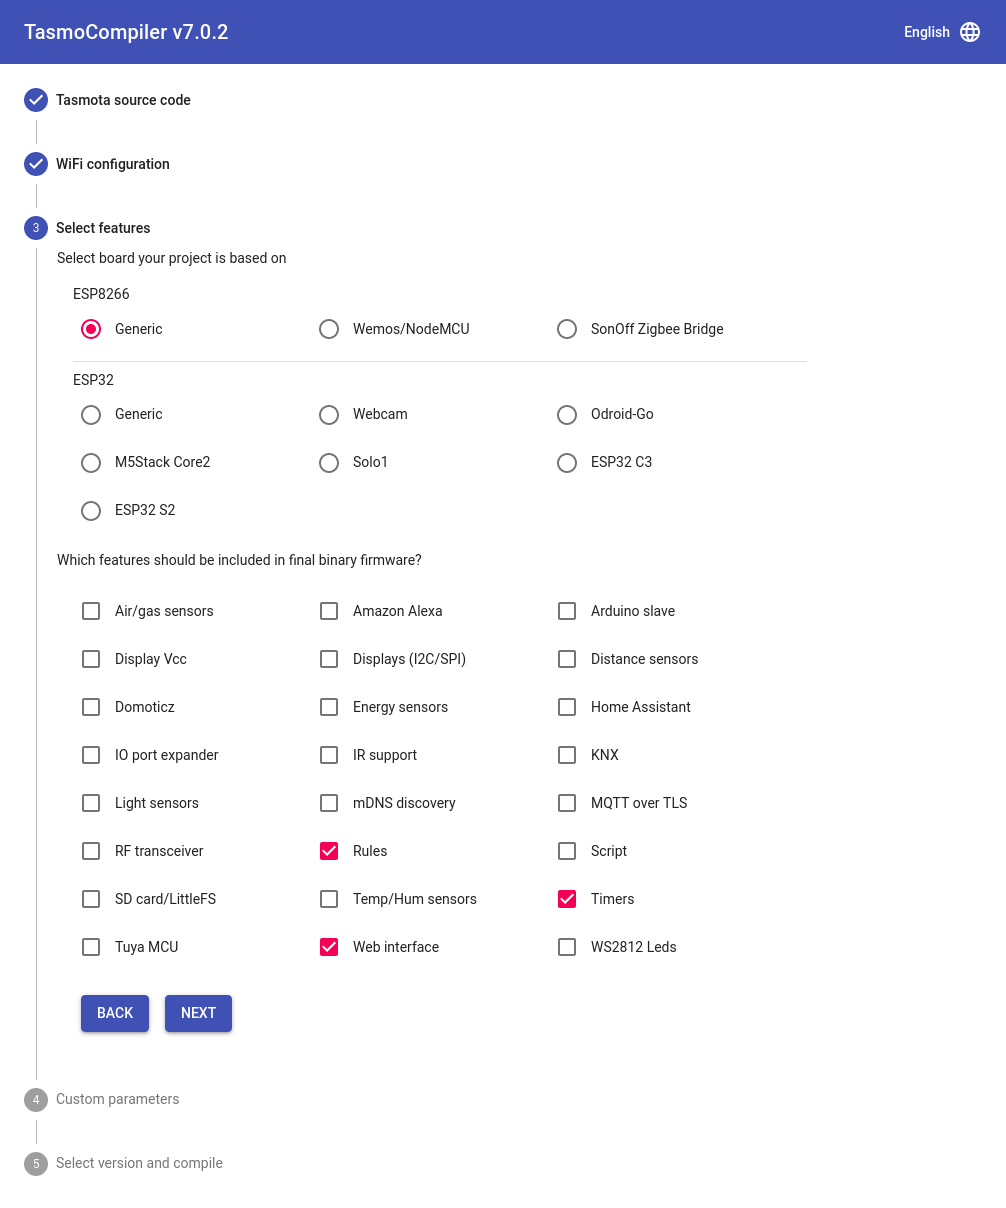 TasmoCompiler v7.0.2
English
Tasmota source code
WiFi configuration
3 Select features
Select board your project is based on
ESP8266
Generic Wemos/NodeMCU SonOff Zigbee Bridge
ESP32
Generic Webcam Odroid-Go
M5Stack Core2 Solo1 ESP32 C3
ESP32 S2
Which features should be included in final binary firmware?
Air/gas sensors Amazon Alexa Arduino slave
Display Vcc Displays (I2C/SPI) Distance sensors
Domoticz Energy sensors Home Assistant
IO port expander IR support KNX
Light sensors mDNS discovery MQTT over TLS
RF transceiver Rules Script
SD card/LittleFS Temp/Hum sensors Timers
Tuya MCU Web interface WS2812 Leds
BACK NEXT
4 Custom parameters
5 Select version and compile